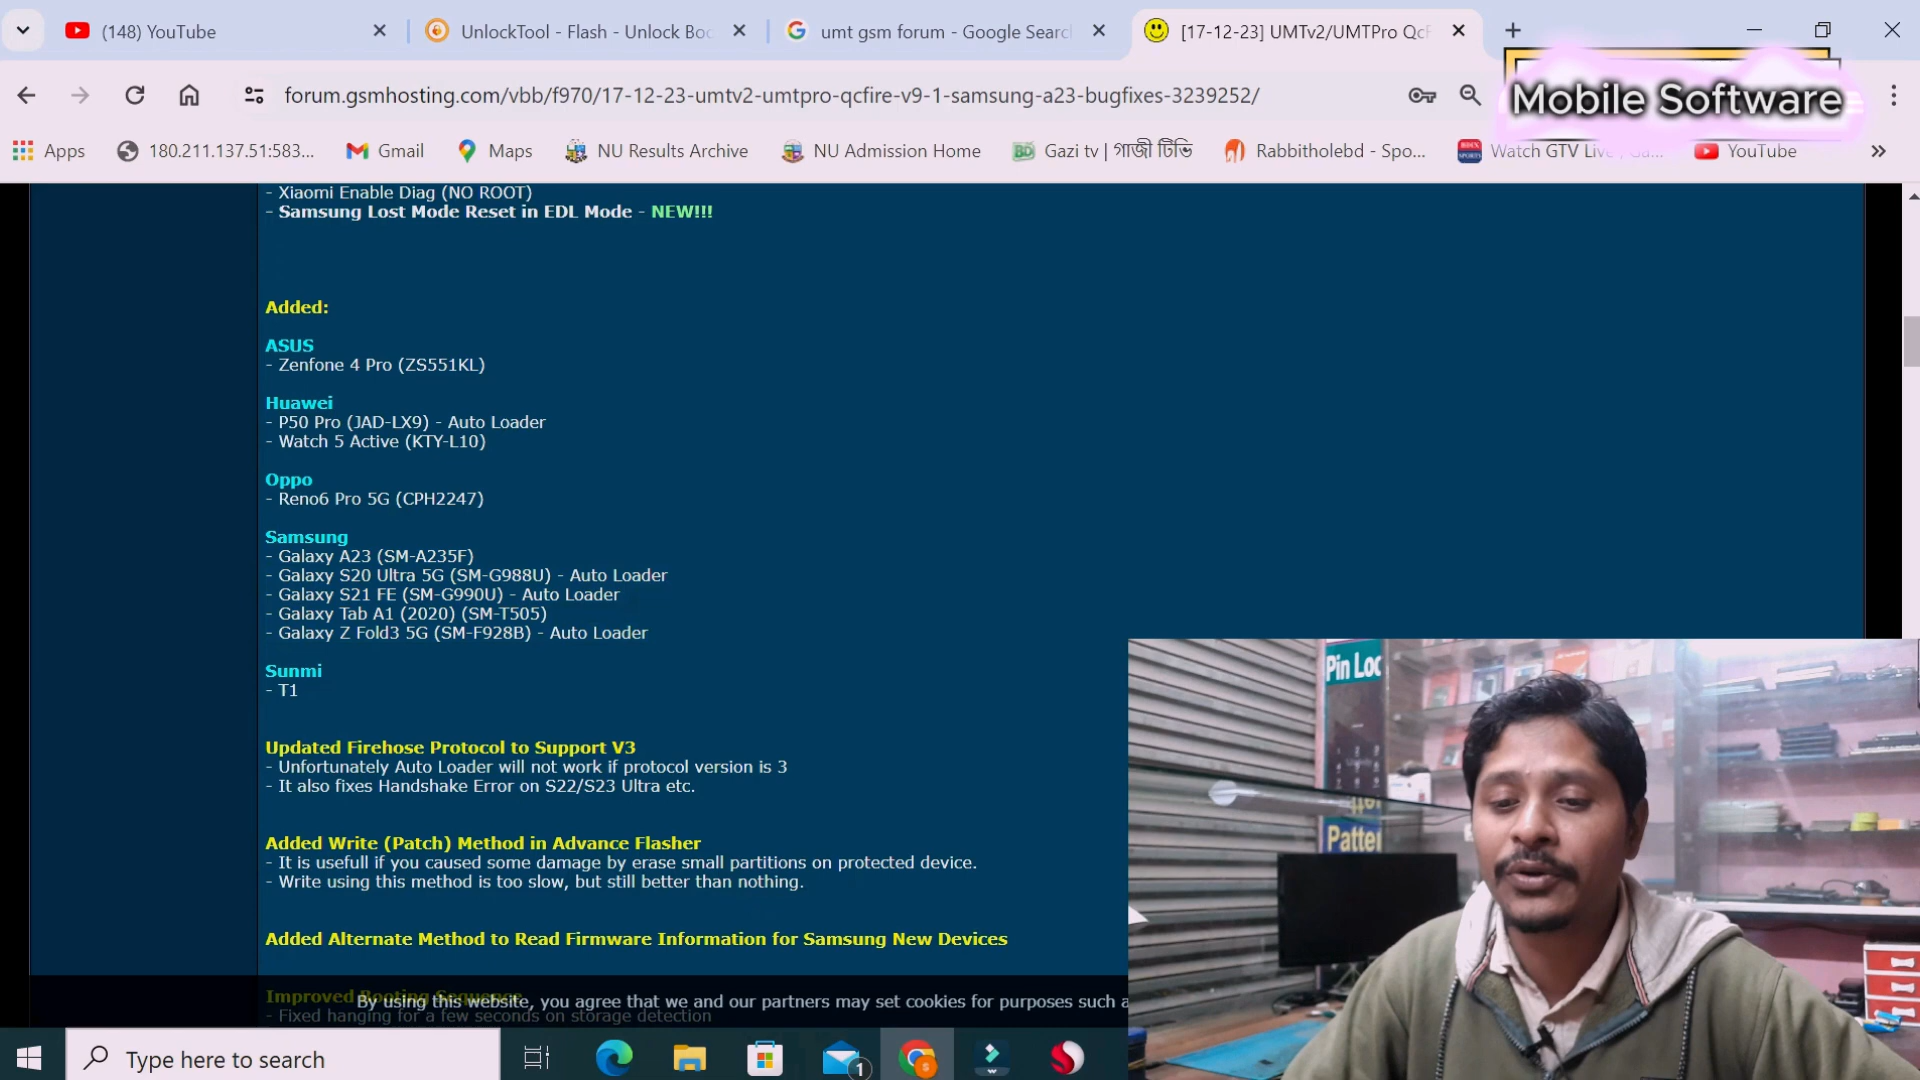 (148) YouTube
UnlockTool - Flash - Unlock Boo
umt gsm forum - Google Search
[17-12-23] UMTv2/UMTPro QcF
forum.gsmhosting.com/vbb/f970/17-12-23-umtv2-umtpro-qcfire-v9-1-samsung-a23-bugfixes-3239252/
Mobile Software
Apps
180.211.137.51:583...
Gmail
Maps
NU Results Archive
NU Admission Home
Gazi tv | গাজী টিভি
Rabbitholebd - Spo...
Watch GTV Live
YouTube
- Xiaomi Enable Diag (NO ROOT)
- Samsung Lost Mode Reset in EDL Mode - NEW!!!
Added:
ASUS
- Zenfone 4 Pro (ZS551KL)
Huawei
- P50 Pro (JAD-LX9) - Auto Loader
- Watch 5 Active (KTY-L10)
Oppo
- Reno6 Pro 5G (CPH2247)
Samsung
- Galaxy A23 (SM-A235F)
- Galaxy S20 Ultra 5G (SM-G988U) - Auto Loader
- Galaxy S21 FE (SM-G990U) - Auto Loader
- Galaxy Tab A1 (2020) (SM-T505)
- Galaxy Z Fold3 5G (SM-F928B) - Auto Loader
Sunmi
- T1
Updated Firehose Protocol to Support V3
- Unfortunately Auto Loader will not work if protocol version is 3
- It also fixes Handshake Error on S22/S23 Ultra etc.
Added Write (Patch) Method in Advance Flasher
- It is usefull if you caused some damage by erase small partitions on protected device.
- Write using this method is too slow, but still better than nothing.
Added Alternate Method to Read Firmware Information for Samsung New Devices
Improved Booting Sequence
By using this website, you agree that we and our partners may set cookies for purposes such a
- Fixed hanging for a few seconds on storage detection
Pin Loc
Patter
Type here to search
1